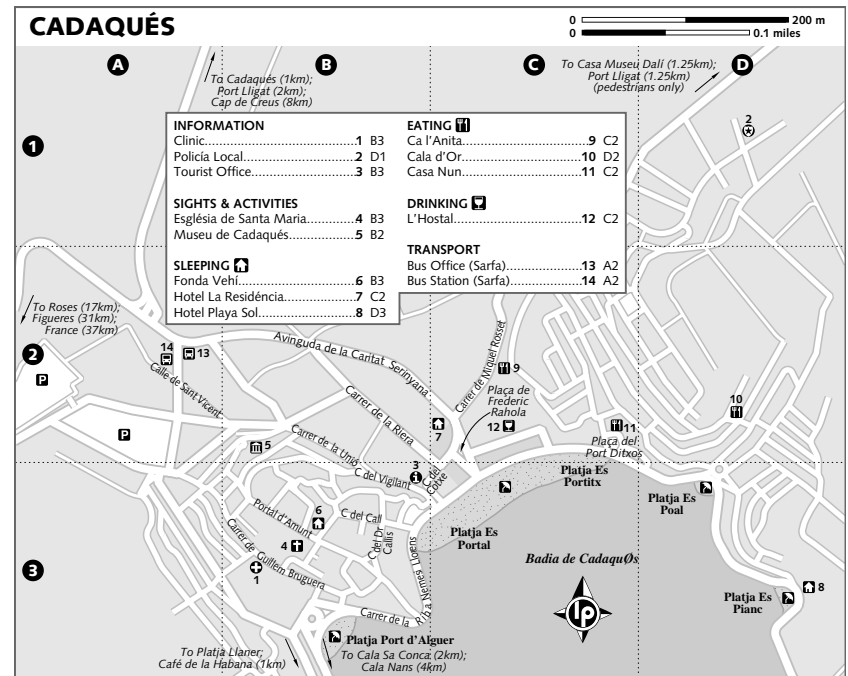 CADAQUÉS
0 200 m
0 0.1 miles
A
B
C
D
1
2
3
To Cadaqués (1km);
Port Lligat (2km);
Cap de Creus (8km)
To Casa Museu Dalí (1.25km);
Port Lligat (1.25km)
(pedestrians only)
2
INFORMATION
Clinic...1 B3
Policía Local...2 D1
Tourist Office...3 B3
SIGHTS & ACTIVITIES
Església de Santa Maria...4 B3
Museu de Cadaqués...5 B2
SLEEPING
Fonda Vehí...6 B3
Hotel La Residéncia...7 C2
Hotel Playa Sol...8 D3
EATING
Ca l'Anita...9 C2
Cala d'Or...10 D2
Casa Nun...11 C2
DRINKING
L'Hostal...12 C2
TRANSPORT
Bus Office (Sarfa)...13 A2
Bus Station (Sarfa)...14 A2
To Roses (17km);
Figueres (31km);
France (37km)
14
13
P
P
Calle de Sant Vicent
Avinguda de la Caritat Serinyana
Carrer de Miquel Rosset
9
Plaça de
Frederic
Rahola
Carrer de la Riera
7
12
10
11
Plaça del
Port Ditxos
5
Carrer de la Unió
C del Vigilant
3
C del
Cotxe
Platja Es
Portitx
Platja Es
Poal
Portal d'Amunt
6
C del Call
C del Dr
Callis
4
Platja Es
Portal
Carrer de Guillem Bruguera
1
Riba Nemesi Llorens
Badia de CadaquØs
lp
8
Platja Es
Pianc
Carrer de la
Platja Port d'Alguer
To Platja Llaner;
Café de la Habana (1km)
To Cala Sa Conca (2km);
Cala Nans (4km)